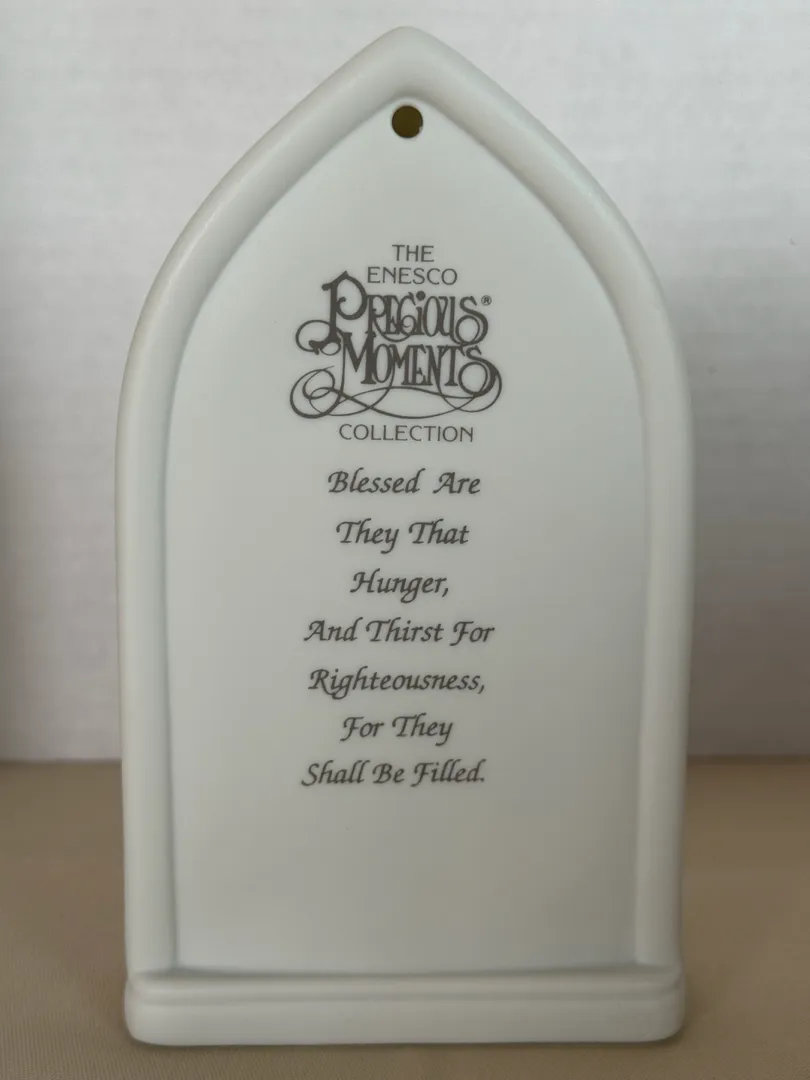 THE
ENESCO
PRECIOUS®
MOMENTS
COLLECTION
Blessed Are
They That
Hunger,
And Thirst For
Righteousness,
For They
Shall Be Filled.